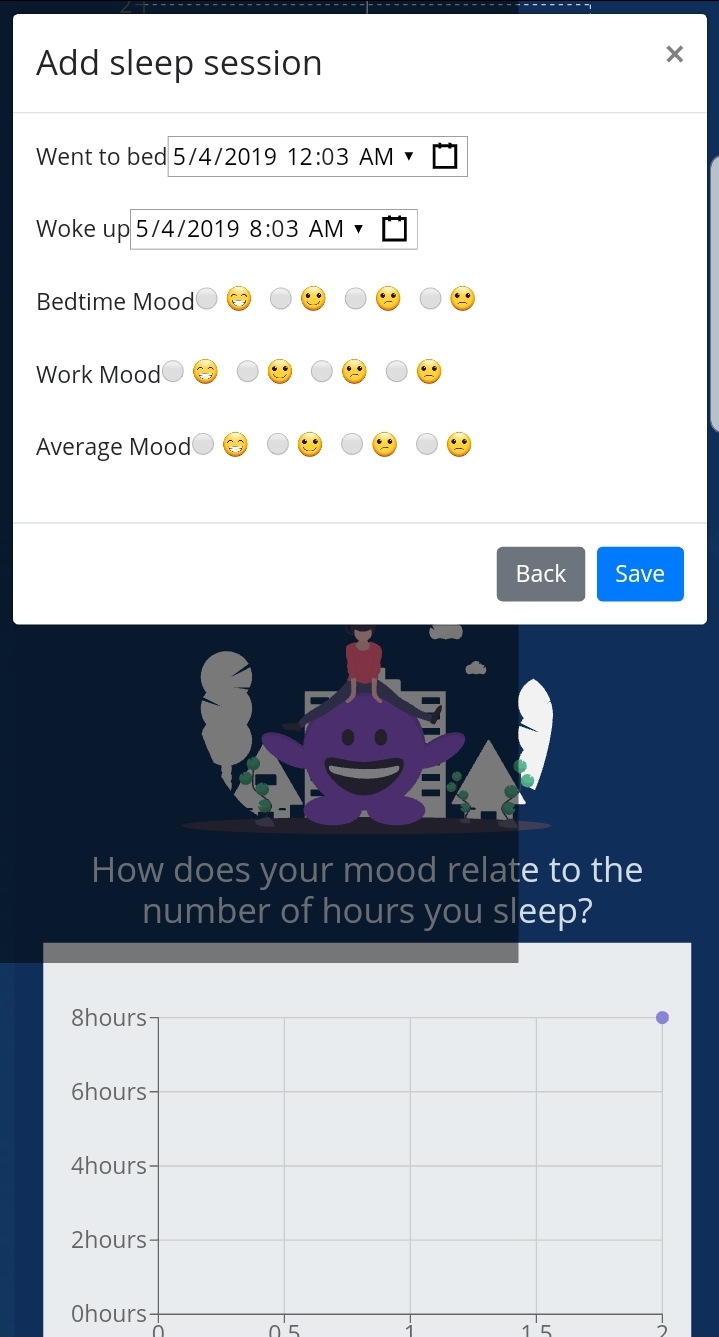 2
Add sleep session ×
Went to bed 5/4/2019 12:03 AM
Woke up 5/4/2019 8:03 AM
Bedtime Mood
Work Mood
Average Mood
Back Save
How does your mood relate to the
number of hours you sleep?
8hours
6hours
4hours
2hours
0hours
0 0.5 1 1.5 2